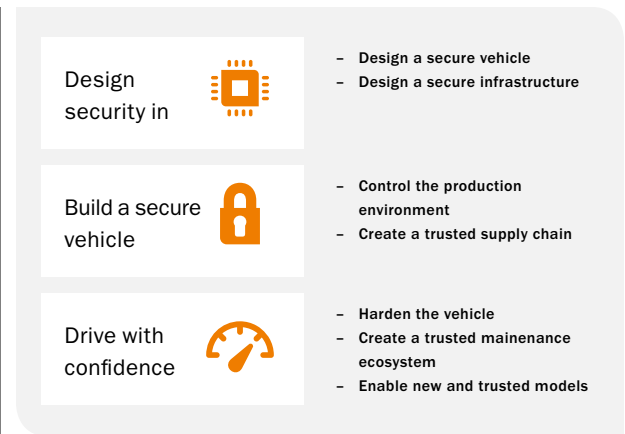 Design
security in
– Design a secure vehicle
– Design a secure infrastructure
Build a secure
vehicle
– Control the production
environment
– Create a trusted supply chain
Drive with
confidence
– Harden the vehicle
– Create a trusted mainenance
ecosystem
– Enable new and trusted models